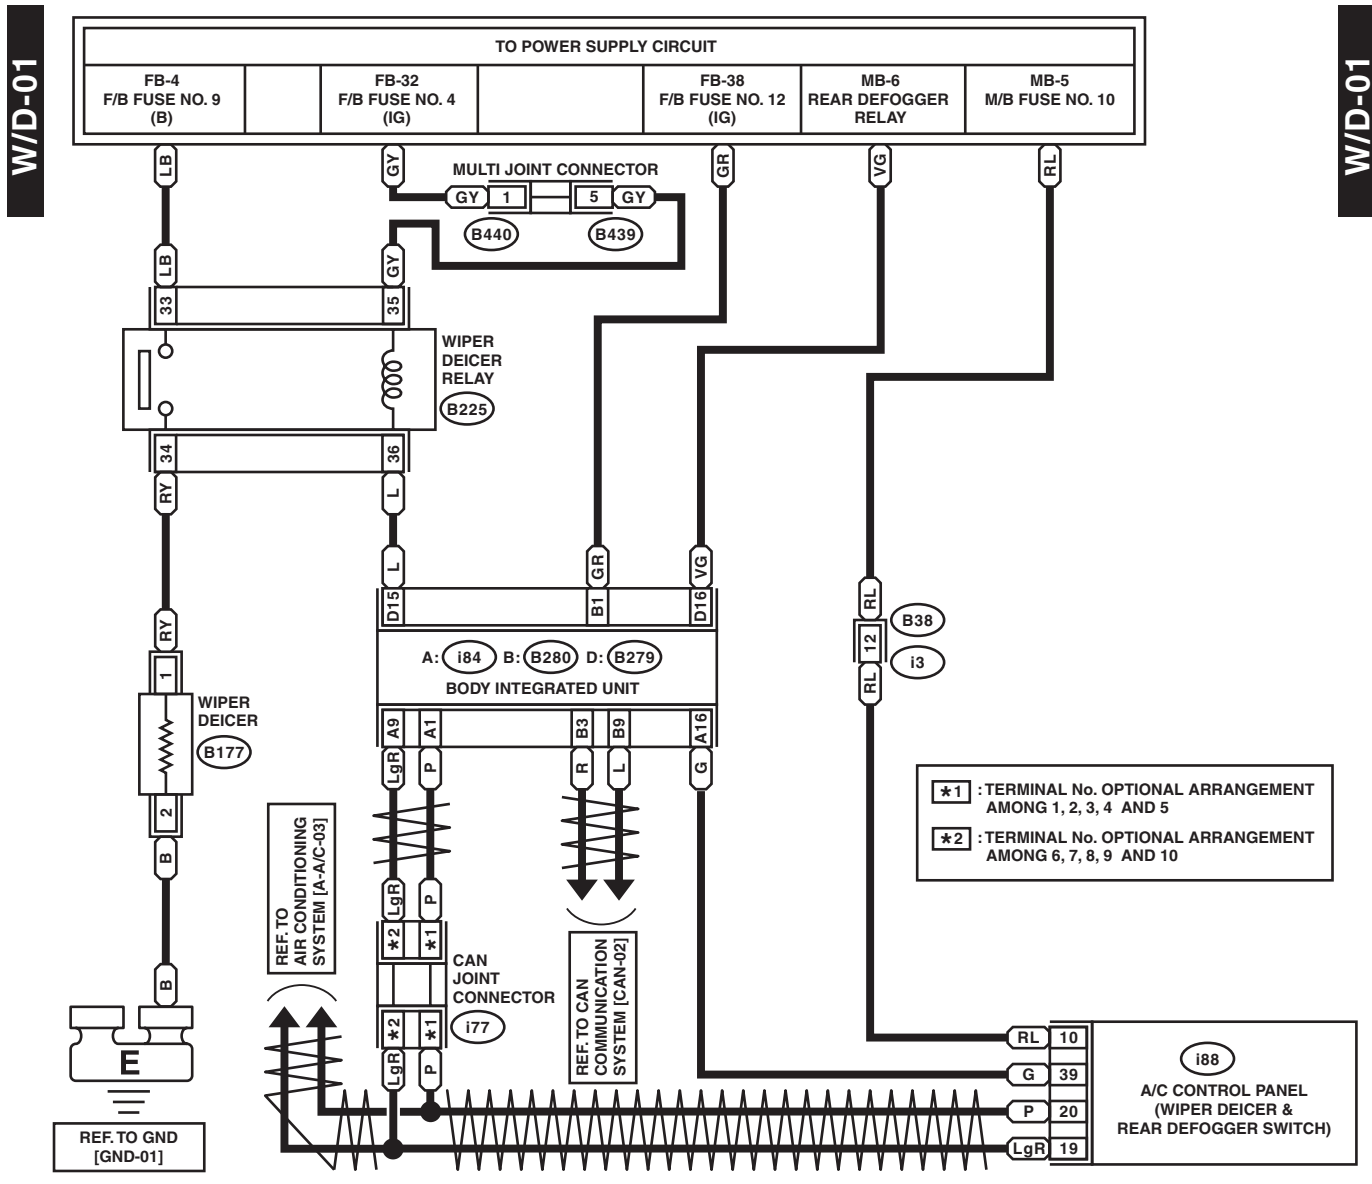 W/D-01
W/D-01
TO POWER SUPPLY CIRCUIT
FB-4
F/B FUSE NO. 9
(B)
FB-32
F/B FUSE NO. 4
(IG)
FB-38
F/B FUSE NO. 12
(IG)
MB-6
REAR DEFOGGER
RELAY
MB-5
M/B FUSE NO. 10
LB
GY
GR
VG
RL
MULTI JOINT CONNECTOR
GY 1 5 GY
B440
B439
LB
GY
33
35
WIPER
DEICER
RELAY
B225
34
36
RY
L
L
GR
VG
D15
B1
D16
RL
12
RL
B38
i3
A: i84 B: B280 D: B279
BODY INTEGRATED UNIT
RY
1
WIPER
DEICER
B177
2
B
B
A9
A1
B3
B9
A16
LgR
P
R
L
G
*1 : TERMINAL No. OPTIONAL ARRANGEMENT
AMONG 1, 2, 3, 4 AND 5
*2 : TERMINAL No. OPTIONAL ARRANGEMENT
AMONG 6, 7, 8, 9 AND 10
REF. TO
AIR CONDITIONING
SYSTEM [A-A/C-03]
LgR
P
*2
*1
CAN
JOINT
CONNECTOR
i77
*2
*1
LgR
P
REF. TO CAN
COMMUNICATION
SYSTEM [CAN-02]
E
REF. TO GND
[GND-01]
RL 10
G 39
P 20
LgR 19
i88
A/C CONTROL PANEL
(WIPER DEICER &
REAR DEFOGGER SWITCH)